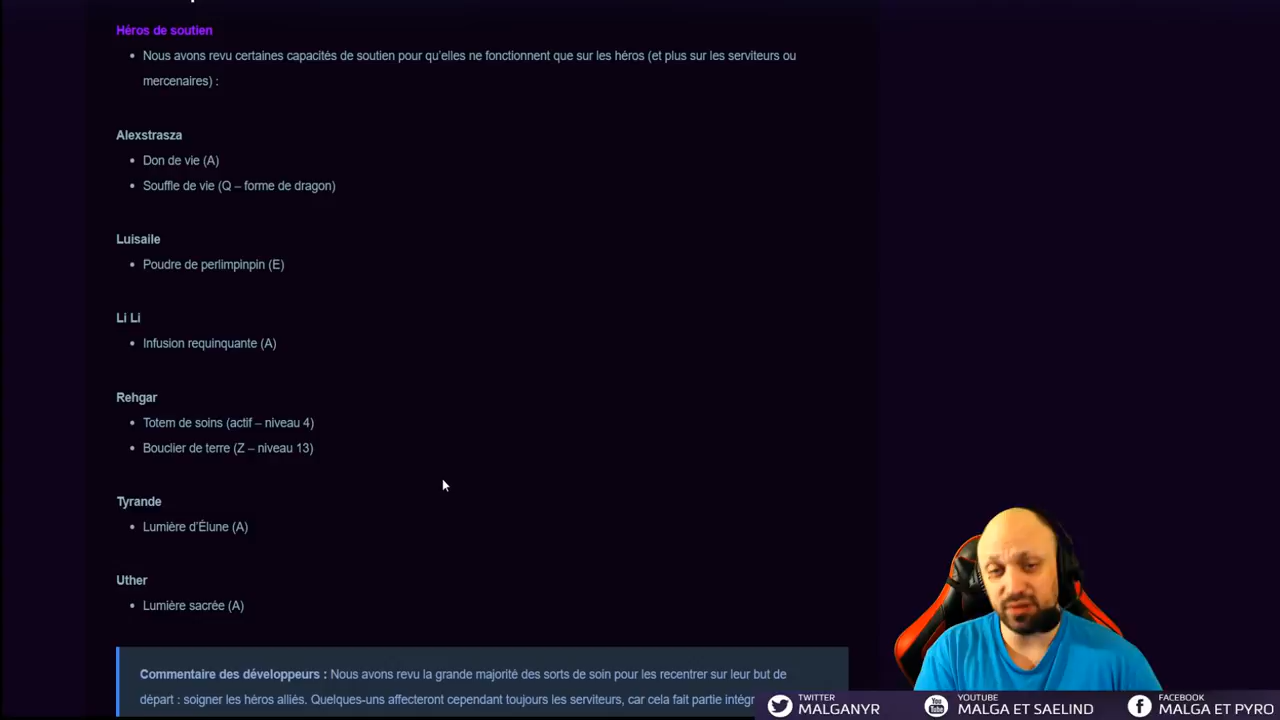 Héros de soutien
• Nous avons revu certaines capacités de soutien pour qu'elles ne fonctionnent que sur les héros (et plus sur les serviteurs ou
mercenaires) :
Alexstrasza
• Don de vie (A)
• Souffle de vie (Q – forme de dragon)
Luisaile
• Poudre de perlimpinpin (E)
Li Li
• Infusion requinquante (A)
Rehgar
• Totem de soins (actif – niveau 4)
• Bouclier de terre (Z – niveau 13)
Tyrande
• Lumière d'Élune (A)
Uther
• Lumière sacrée (A)
Commentaire des développeurs : Nous avons revu la grande majorité des sorts de soin pour les recentrer sur leur but de
départ : soigner les héros alliés. Quelques-uns affecteront cependant toujours les serviteurs, car cela fait partie intégr
TWITTER
MALGANYR
YOUTUBE
MALGA ET SAELIND
FACEBOOK
MALGA ET PYRO